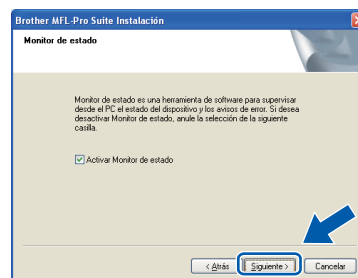 Brother MFL-Pro Suite Instalación
Monitor de estado
Monitor de estado es una herramienta de software para supervisar
desde el PC el estado del dispositivo y los avisos de error. Si desea
desactivar Monitor de estado, anule la selección de la siguiente
casilla.
Activar Monitor de estado
< Atrás
Siguiente >
Cancelar